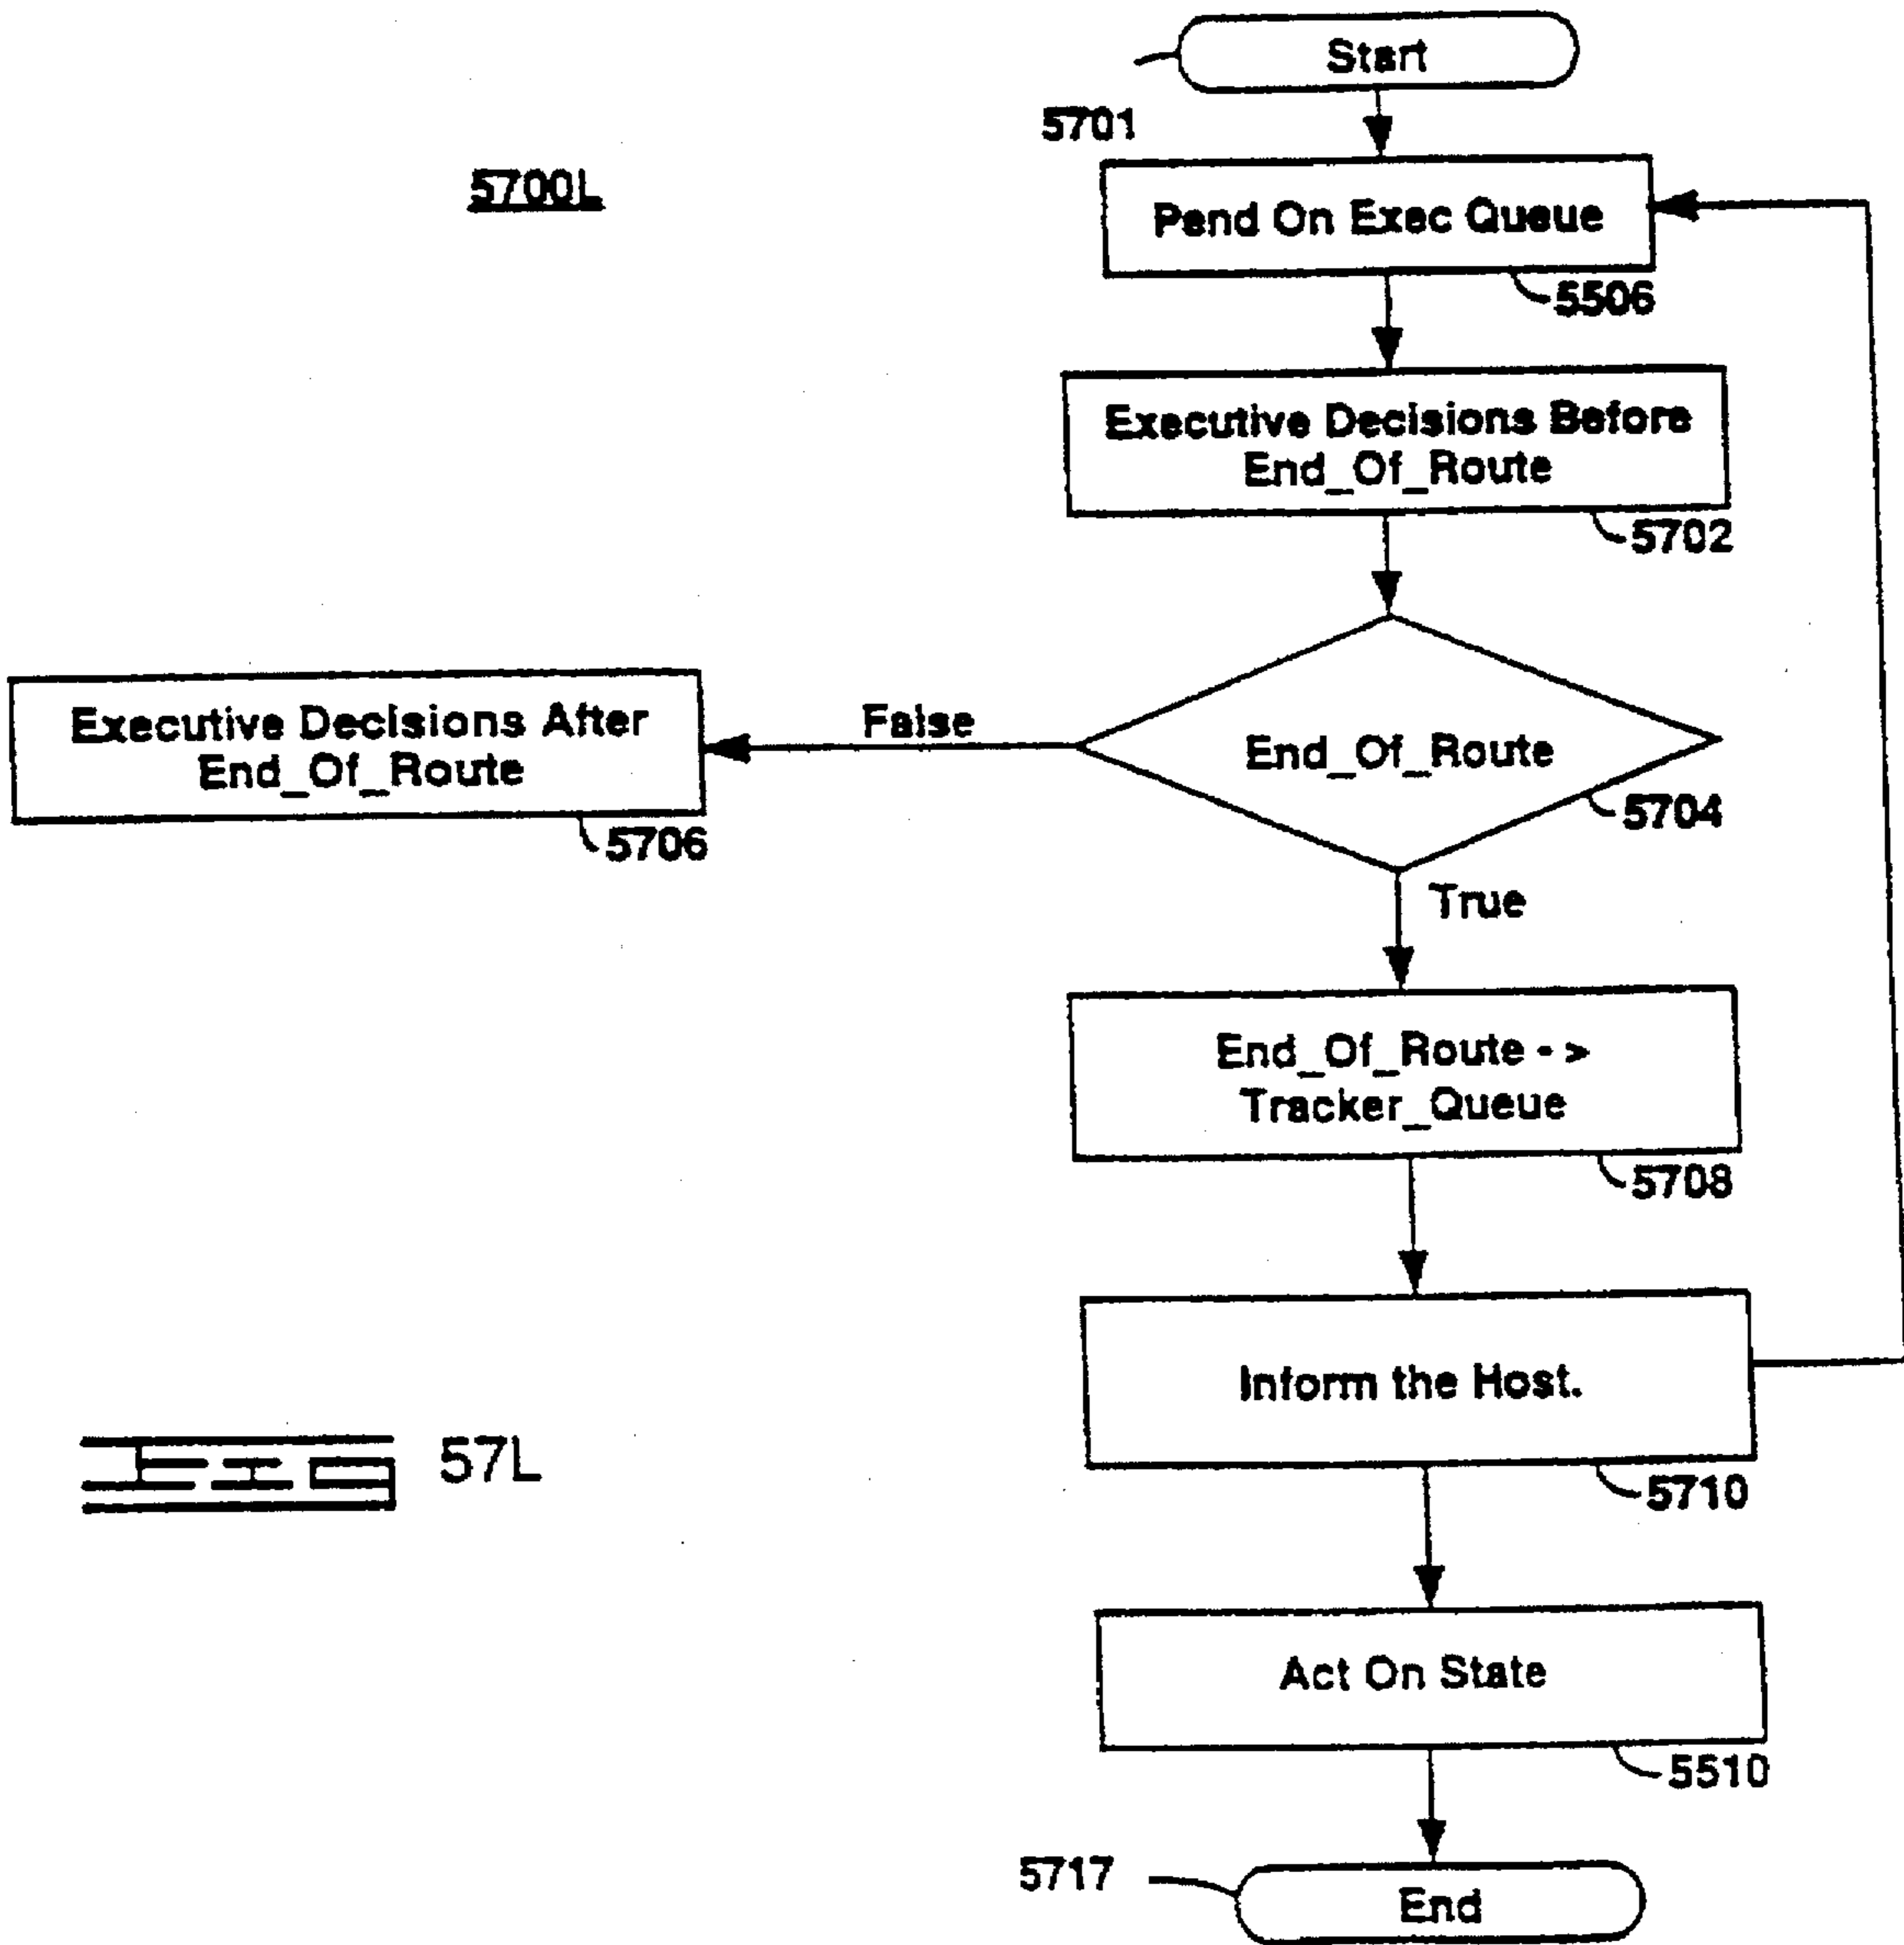 Start
5701
5700L
Pend On Exec Queue
5506
Executive Decisions Before
End_Of_Route
5702
Executive Decisions After
End_Of_Route
5706
False
End_Of_Route
5704
True
End_Of_Route - >
Tracker_Queue
5708
Inform the Host.
5710
FIG 57L
Act On State
5510
5717
End